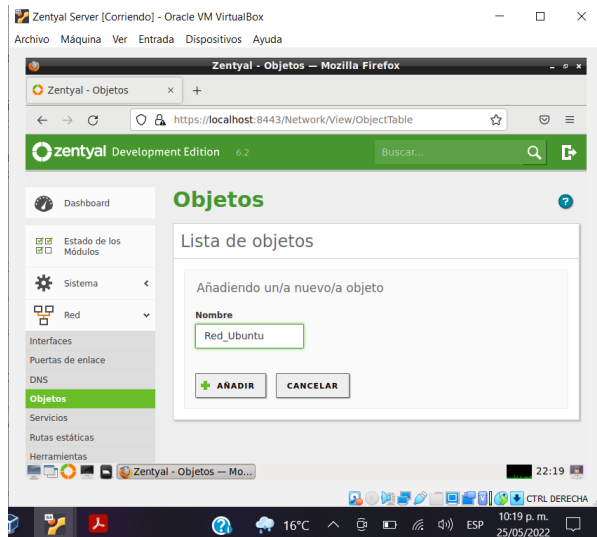 Zentyal Server [Corriendo] - Oracle VM VirtualBox
Archivo Máquina Ver Entrada Dispositivos Ayuda
Zentyal - Objetos — Mozilla Firefox
Zentyal - Objetos
https://localhost:8443/Network/View/ObjectTable
zentyal Development Edition 6.2
Buscar...
Dashboard
Estado de los
Módulos
Sistema
Red
Interfaces
Puertas de enlace
DNS
Objetos
Servicios
Rutas estáticas
Herramientas
Objetos
Lista de objetos
Añadiendo un/a nuevo/a objeto
Nombre
Red_Ubuntu
AÑADIR
CANCELAR
Zentyal - Objetos — Mo...
22:19
CTRL DERECHA
16°C
ESP
10:19 p. m.
25/05/2022